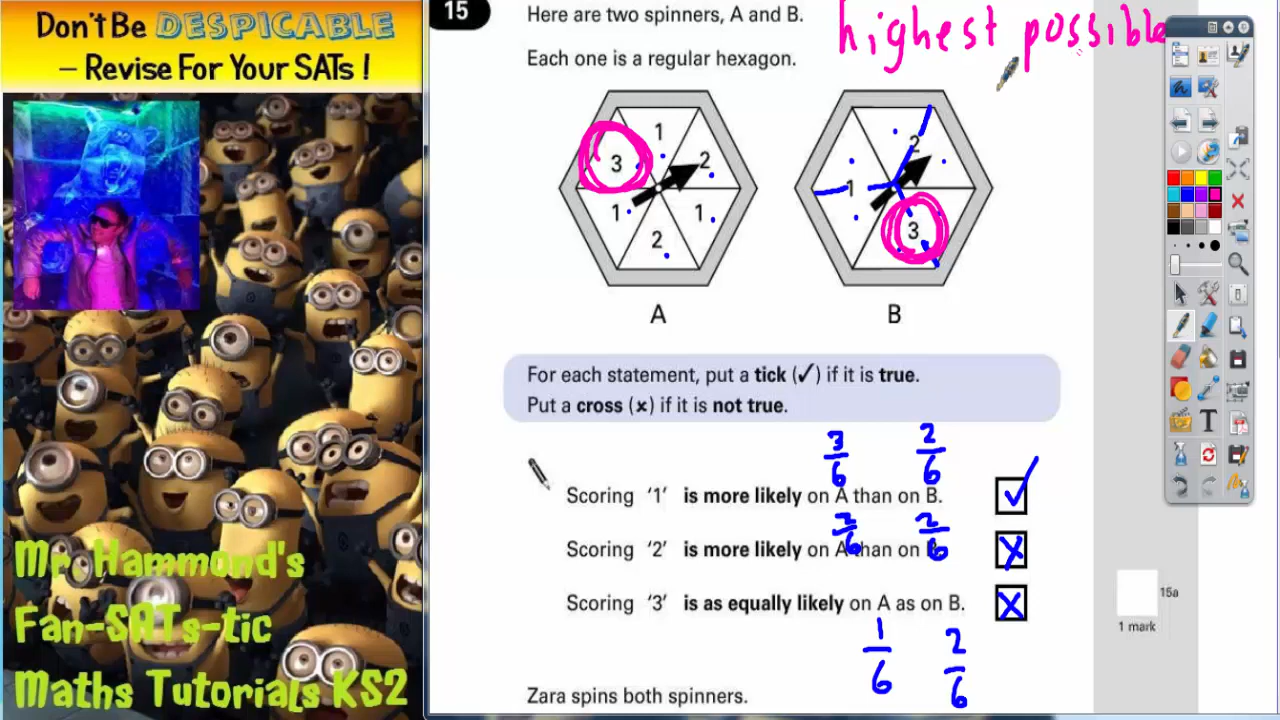 Don't Be DESPICABLE
– Revise For Your SATs !
Mr Hammond's
Fan-SATs-tic
Maths Tutorials KS2
15
Here are two spinners, A and B.
Each one is a regular hexagon.
highest possible
1
3
2
1
1
2
A
2
1
3
B
For each statement, put a tick (✓) if it is true.
Put a cross (×) if it is not true.
3/6 2/6
Scoring '1' is more likely on A than on B. ✓
2/6 2/6
Scoring '2' is more likely on A than on B. X
Scoring '3' is as equally likely on A as on B. X
1/6 2/6
15a
1 mark
Zara spins both spinners.